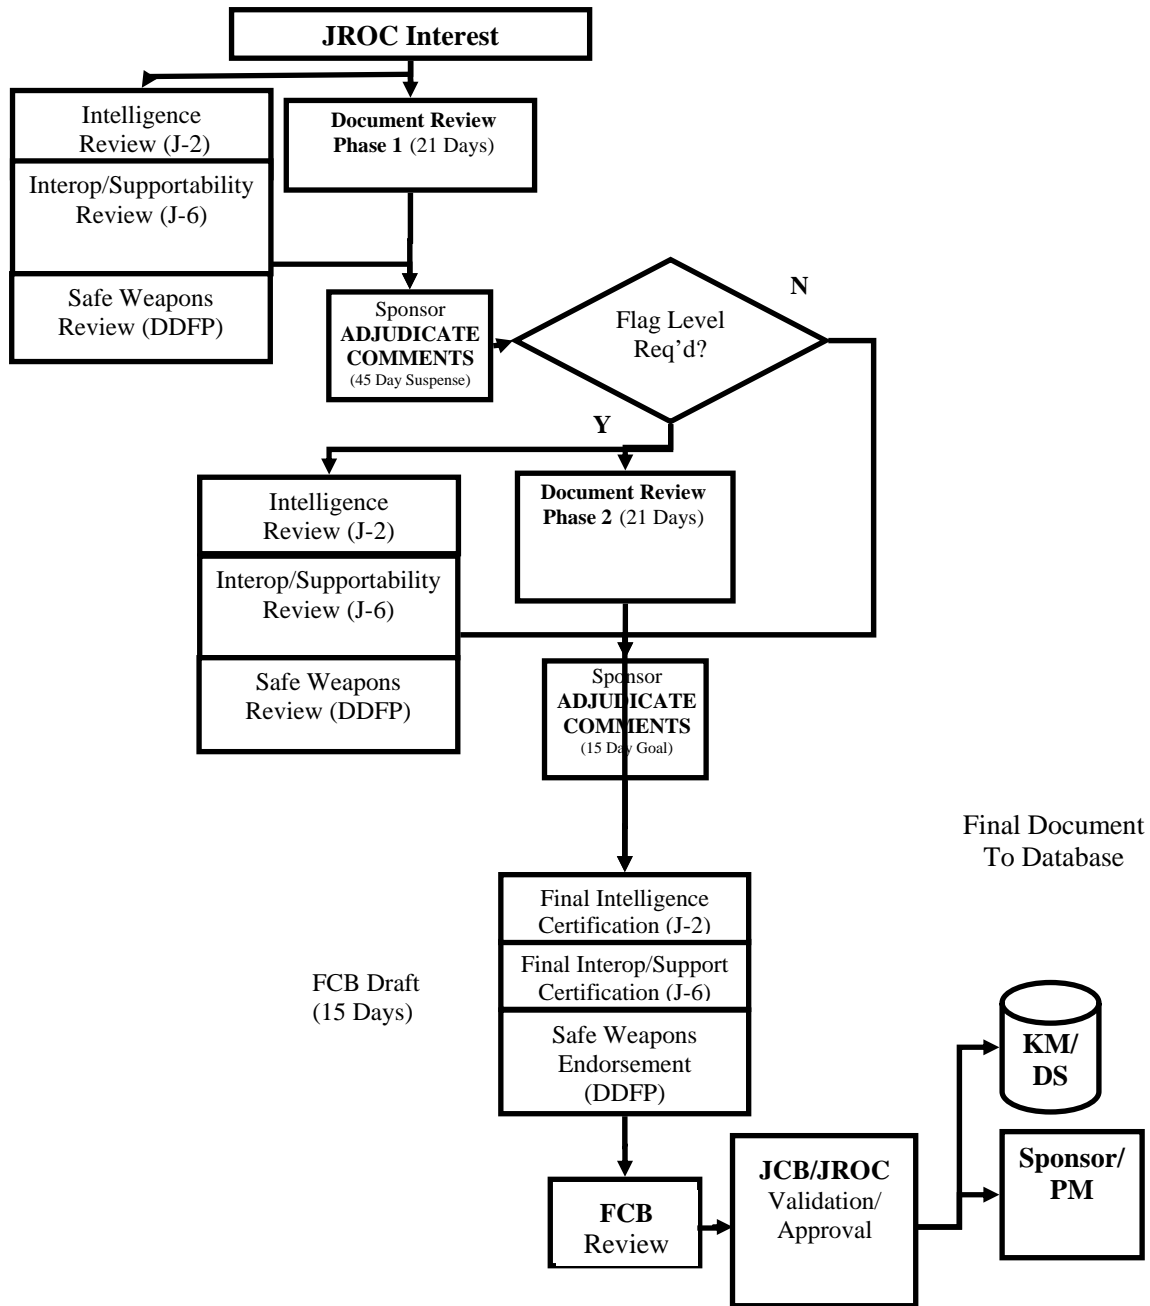 JROC Interest
Intelligence
Review (J-2)
Document Review
Phase 1 (21 Days)
Interop/Supportability
Review (J-6)
Safe Weapons
Review (DDFP)
Sponsor
ADJUDICATE
COMMENTS
(45 Day Suspense)
Flag Level
Req'd?
N
Y
Intelligence
Review (J-2)
Document Review
Phase 2 (21 Days)
Interop/Supportability
Review (J-6)
Safe Weapons
Review (DDFP)
Sponsor
ADJUDICATE
COMMENTS
(15 Day Goal)
Final Document
To Database
Final Intelligence
Certification (J-2)
Final Interop/Support
Certification (J-6)
FCB Draft
(15 Days)
Safe Weapons
Endorsement
(DDFP)
KM/
DS
FCB
Review
JCB/JROC
Validation/
Approval
Sponsor/
PM